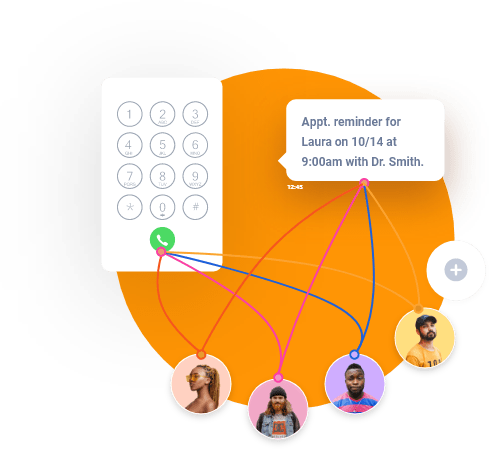 1
2
ABC
3
DEF
4
GHI
5
JKL
6
MNO
7
PQRS
8
TUV
9
WXYZ
*
0
#
Appt. reminder for
Laura on 10/14 at
9:00am with Dr. Smith.
12:45